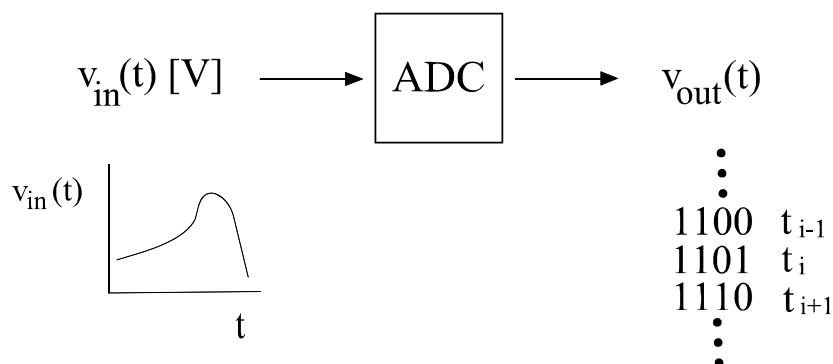 v_in(t) [V]
ADC
v_out(t)
v_in(t)
t
1100 t_i-1
1101 t_i
1110 t_i+1